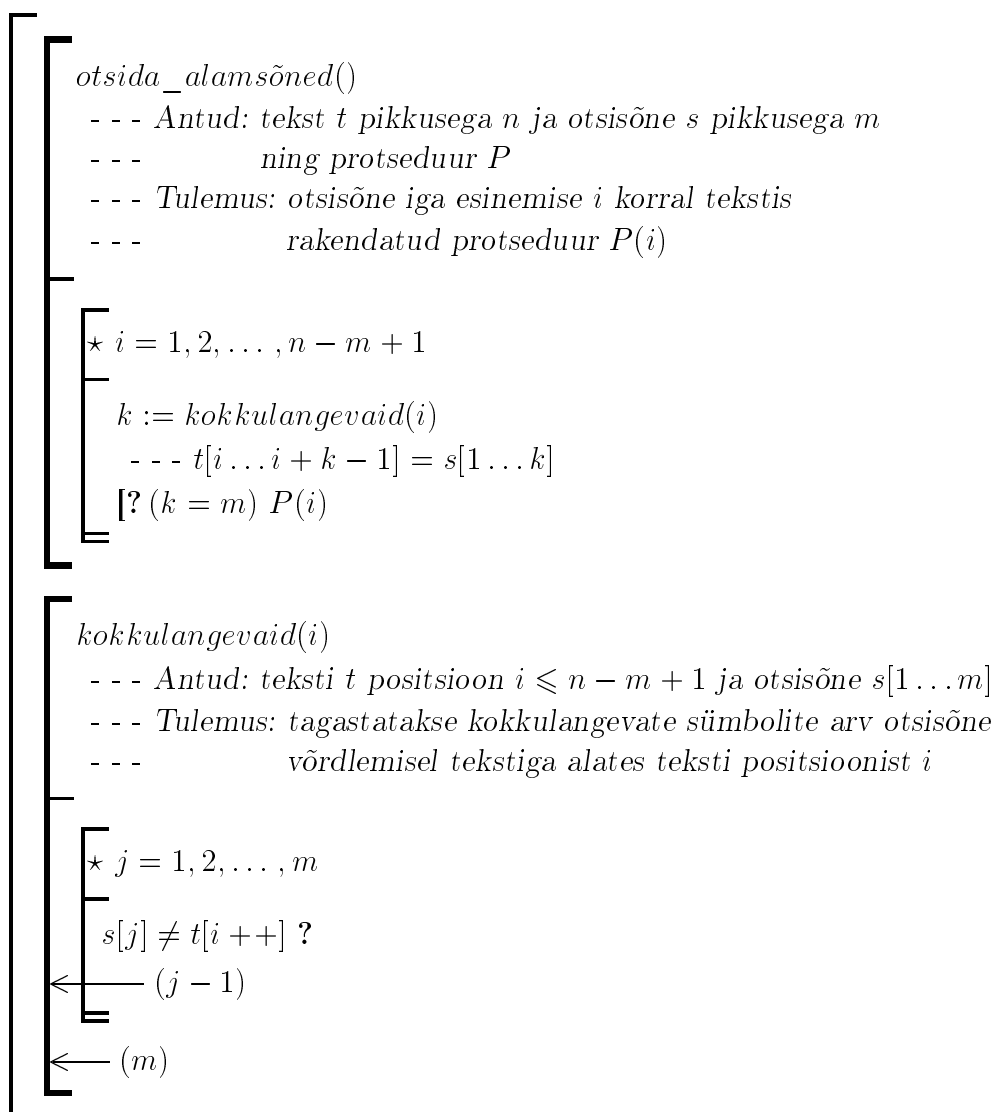 otsida_alamsõned()
- - - Antud: tekst t pikkusega n ja otsisõne s pikkusega m
- - - ning protseduur P
- - - Tulemus: otsisõne iga esinemise i korral tekstis
- - - rakendatud protseduur P(i)
⋆ i = 1, 2, . . . , n − m + 1
k := kokkulangevaid(i)
- - - t[i . . . i + k − 1] = s[1 . . . k]
[? (k = m) P(i)
kokkulangevaid(i)
- - - Antud: teksti t positsioon i ⩽ n − m + 1 ja otsisõne s[1 . . . m]
- - - Tulemus: tagastatakse kokkulangevate sümbolite arv otsisõne
- - - võrdlemisel tekstiga alates teksti positsioonist i
⋆ j = 1, 2, . . . , m
s[j] ≠ t[i ++] ?
(j − 1)
(m)